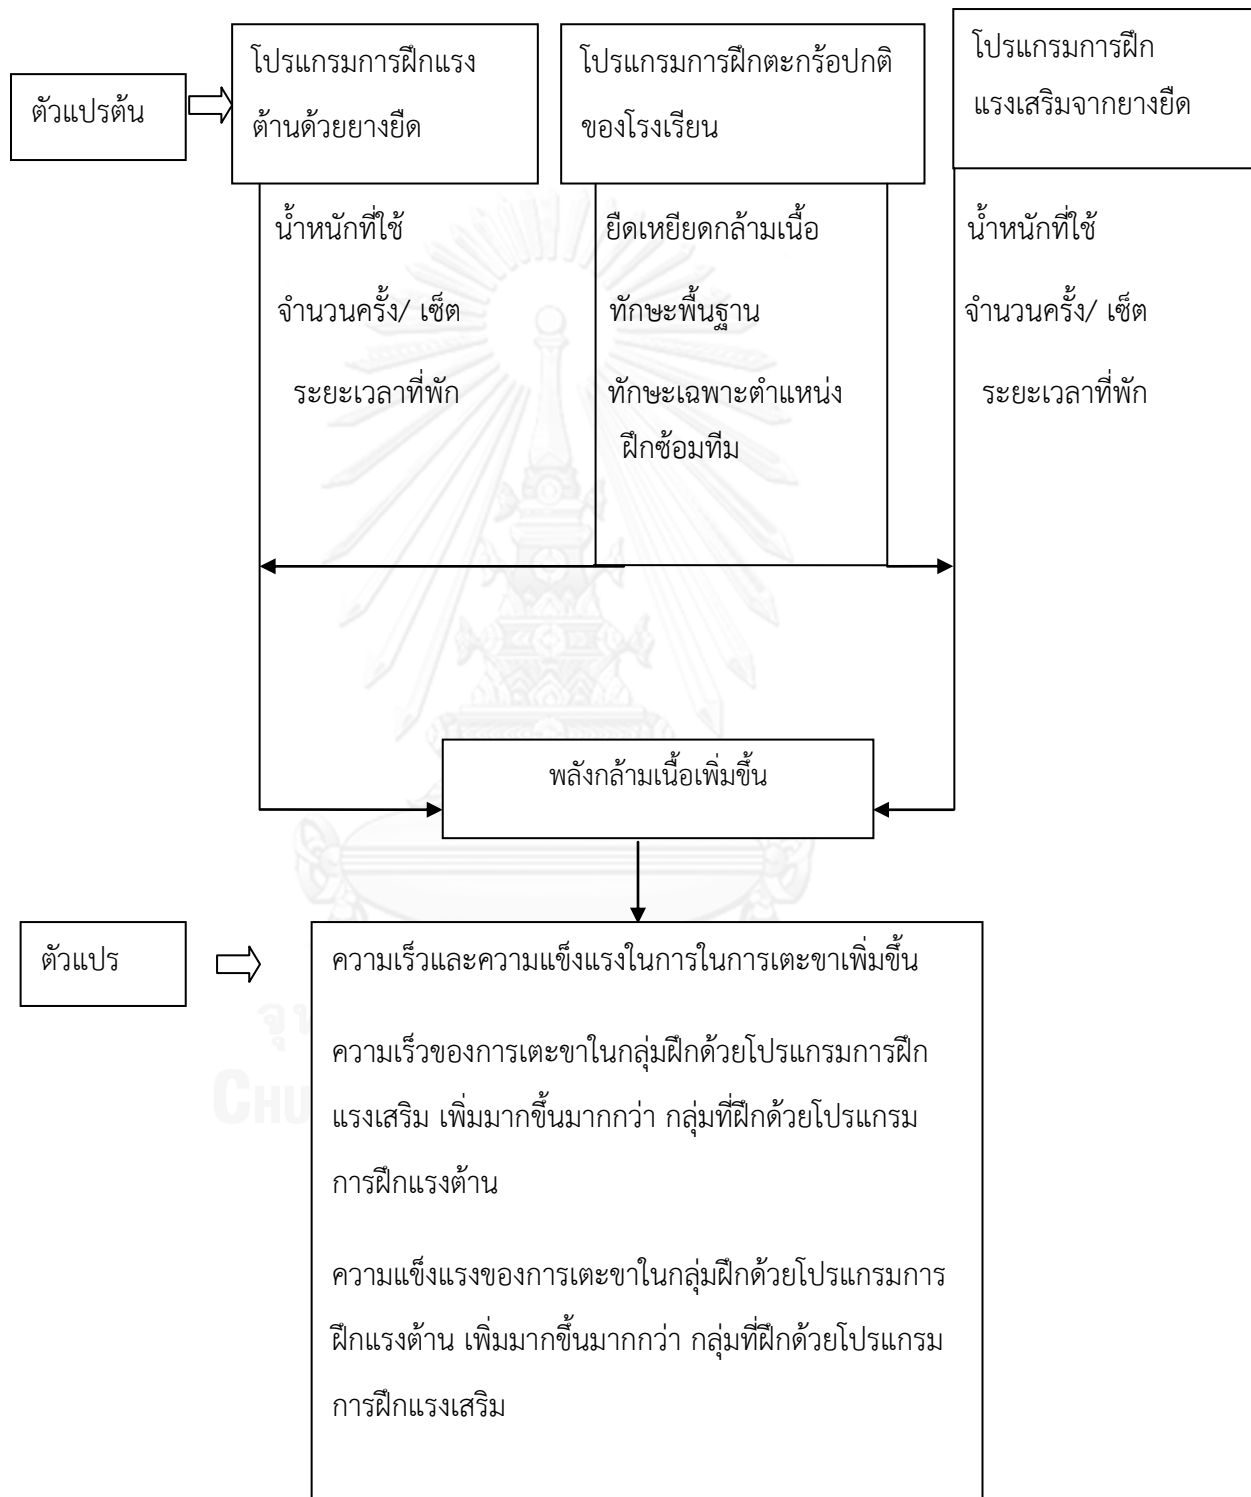 ตัวแปรต้น
โปรแกรมการฝึกแรง
ต้านด้วยยางยืด
โปรแกรมการฝึกตะกร้อปกติ
ของโรงเรียน
โปรแกรมการฝึก
แรงเสริมจากยางยืด
น้ำหนักที่ใช้
จำนวนครั้ง/ เซ็ต
ระยะเวลาที่พัก
ยืดเหยียดกล้ามเนื้อ
ทักษะพื้นฐาน
ทักษะเฉพาะตำแหน่ง
ฝึกซ้อมทีม
น้ำหนักที่ใช้
จำนวนครั้ง/ เซ็ต
ระยะเวลาที่พัก
พลังกล้ามเนื้อเพิ่มขึ้น
ตัวแปร
ความเร็วและความแข็งแรงในการในการเตะขาเพิ่มขึ้น
ความเร็วของการเตะขาในกลุ่มฝึกด้วยโปรแกรมการฝึก
แรงเสริม เพิ่มมากขึ้นมากกว่า กลุ่มที่ฝึกด้วยโปรแกรม
การฝึกแรงต้าน
ความแข็งแรงของการเตะขาในกลุ่มฝึกด้วยโปรแกรมการ
ฝึกแรงต้าน เพิ่มมากขึ้นมากกว่า กลุ่มที่ฝึกด้วยโปรแกรม
การฝึกแรงเสริม
จุ
CHU